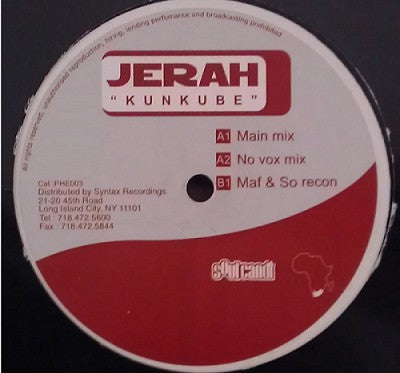 All rights reserved, unauthorised reproduction, hiring, lending perfomance and broadcasting prohibited
JERAH
"KUNKUBE"
A1 Main mix
A2 No vox mix
B1 Maf & So recon
Cat. PHE003
Distributed by Syntax Recordings
21-20 45th Road
Long Island City, NY 11101
Tel : 718.472.5600
Fax : 718.472.5844
soulcandi